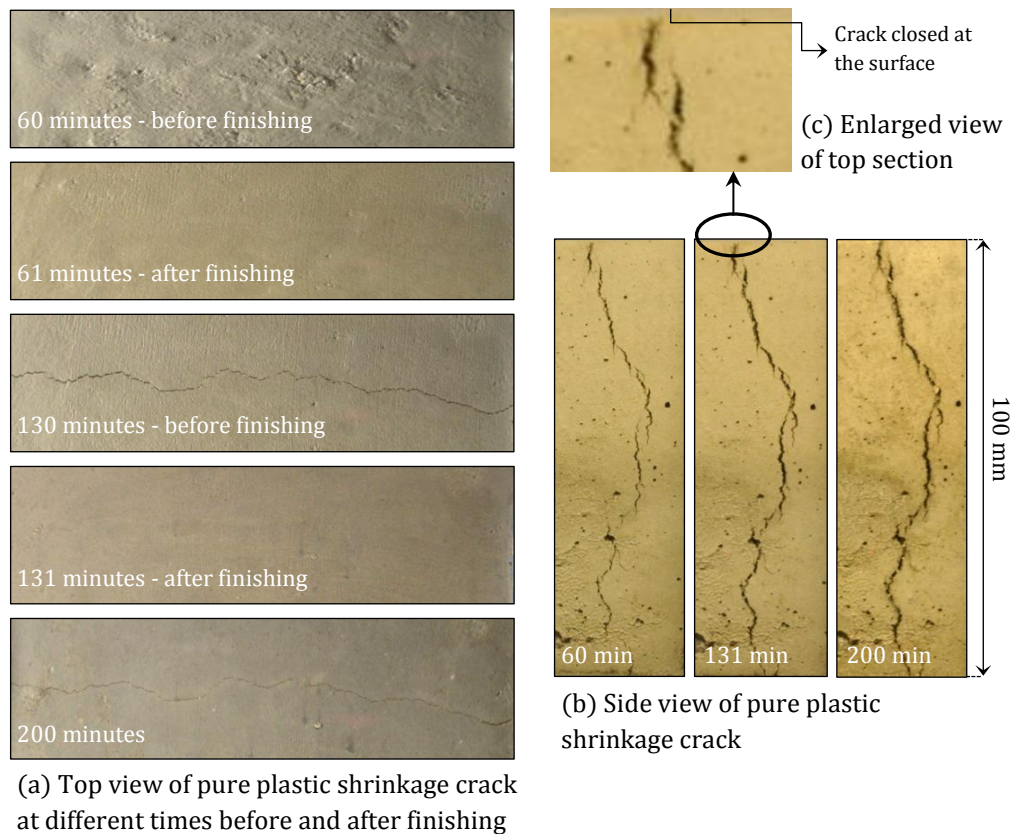 60 minutes - before finishing
61 minutes - after finishing
130 minutes - before finishing
131 minutes - after finishing
200 minutes
(a) Top view of pure plastic shrinkage crack
at different times before and after finishing
Crack closed at
the surface
(c) Enlarged view
of top section
100 mm
60 min
131 min
200 min
(b) Side view of pure plastic
shrinkage crack